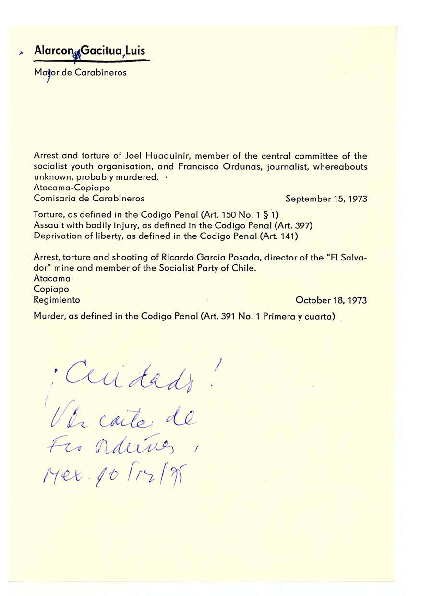 Alarcon Gacitua, Luis
Major de Carabineros
Arrest and torture of Joel Huaquinir, member of the central committee of the
socialist youth organisation, and Francisco Ordunas, journalist, whereabouts
unknown, probably murdered.
Atacama-Copiapo
Comisaria de Carabineros September 15, 1973
Torture, as defined in the Codigo Penal (Art. 150 No. 1 § 1)
Assault with bodily injury, as defined in the Codigo Penal (Art. 397)
Deprivation of liberty, as defined in the Codigo Penal (Art. 141)
Arrest, torture and shooting of Ricardo Garcia Posada, director of the "El Salva-
dor" mine and member of the Socialist Party of Chile.
Atacama
Copiapo
Regimiento October 18, 1973
Murder, as defined in the Codigo Penal (Art. 391 No. 1 Primera y cuarta)
¡Cuidado!
Ver carta de
Mex.